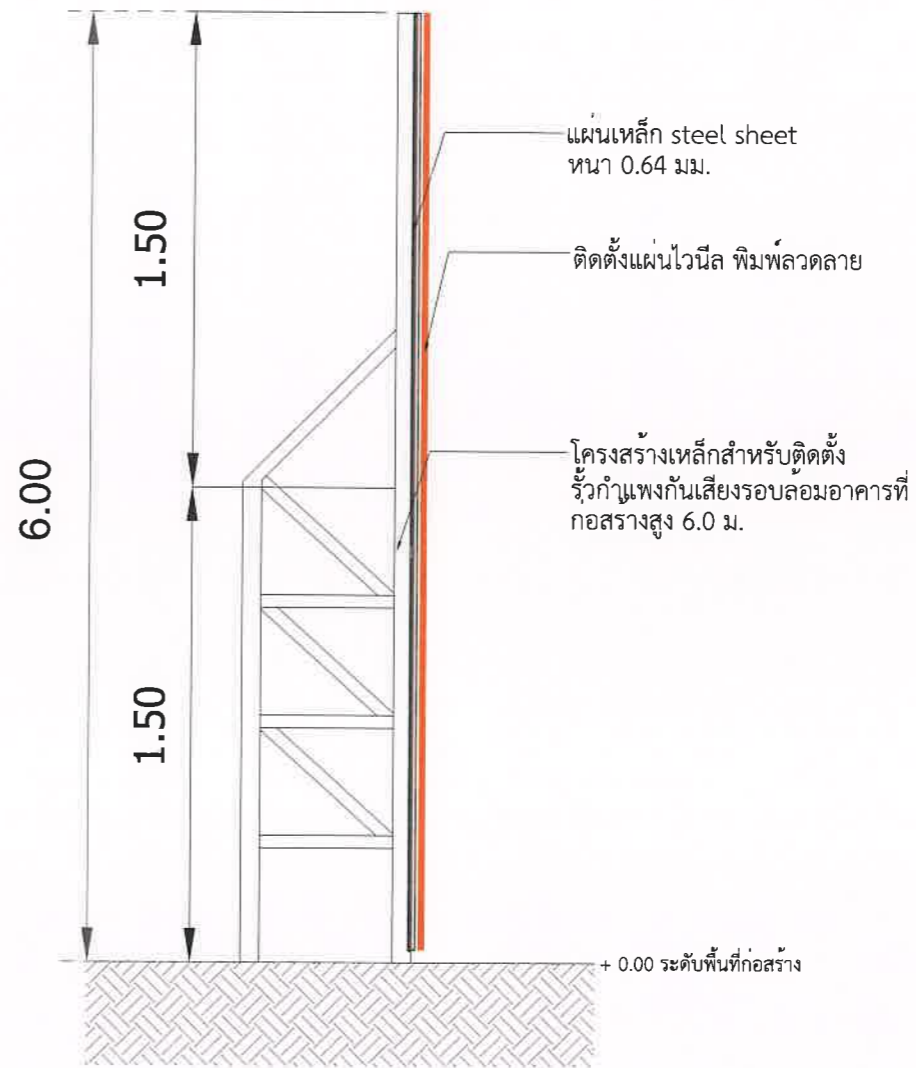 แผ่นเหล็ก steel sheet
หนา 0.64 มม.
1.50
ติดตั้งแผ่นไวนีล พิมพ์ลวดลาย
6.00
โครงสร้างเหล็กสำหรับติดตั้ง
รั้วกำแพงกันเสียงรอบล้อมอาคารที่
ก่อสร้างสูง 6.0 ม.
1.50
+ 0.00 ระดับพื้นที่ก่อสร้าง